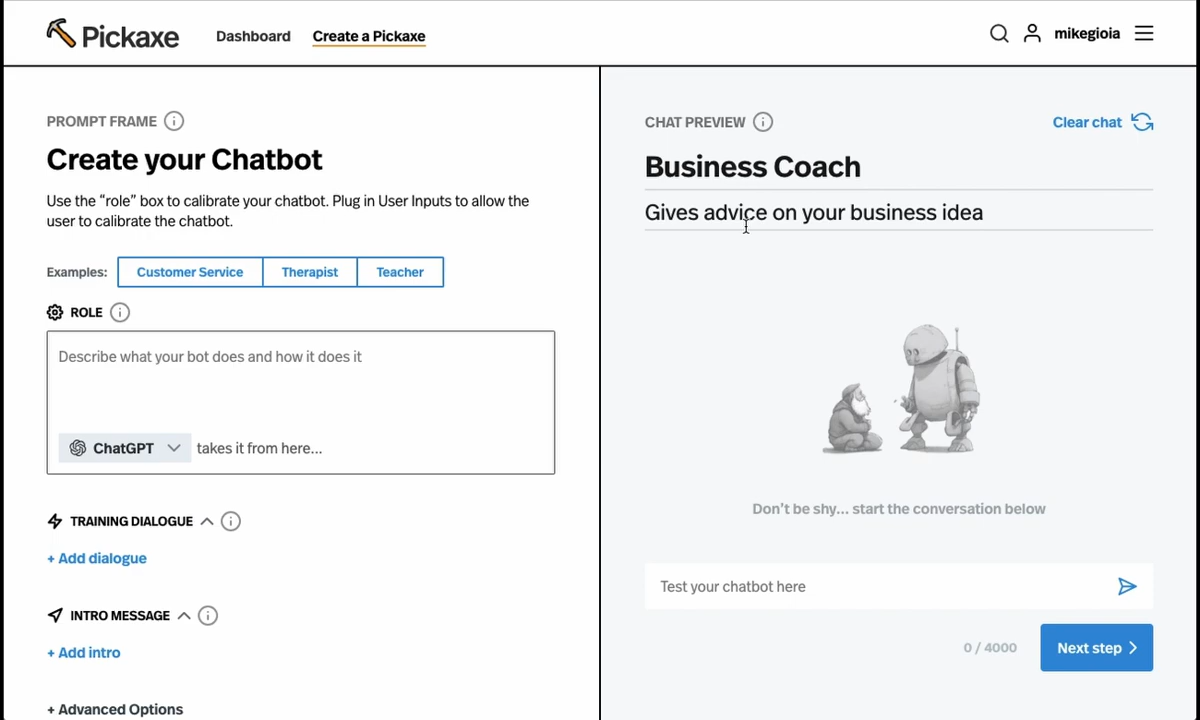 Pickaxe
Dashboard
Create a Pickaxe
mikegioia
PROMPT FRAME
Create your Chatbot
Use the “role” box to calibrate your chatbot. Plug in User Inputs to allow the
user to calibrate the chatbot.
Examples:
Customer Service
Therapist
Teacher
ROLE
Describe what your bot does and how it does it
ChatGPT
takes it from here...
TRAINING DIALOGUE
+ Add dialogue
INTRO MESSAGE
+ Add intro
+ Advanced Options
CHAT PREVIEW
Clear chat
Business Coach
Gives advice on your business idea
Don’t be shy... start the conversation below
Test your chatbot here
0 / 4000
Next step